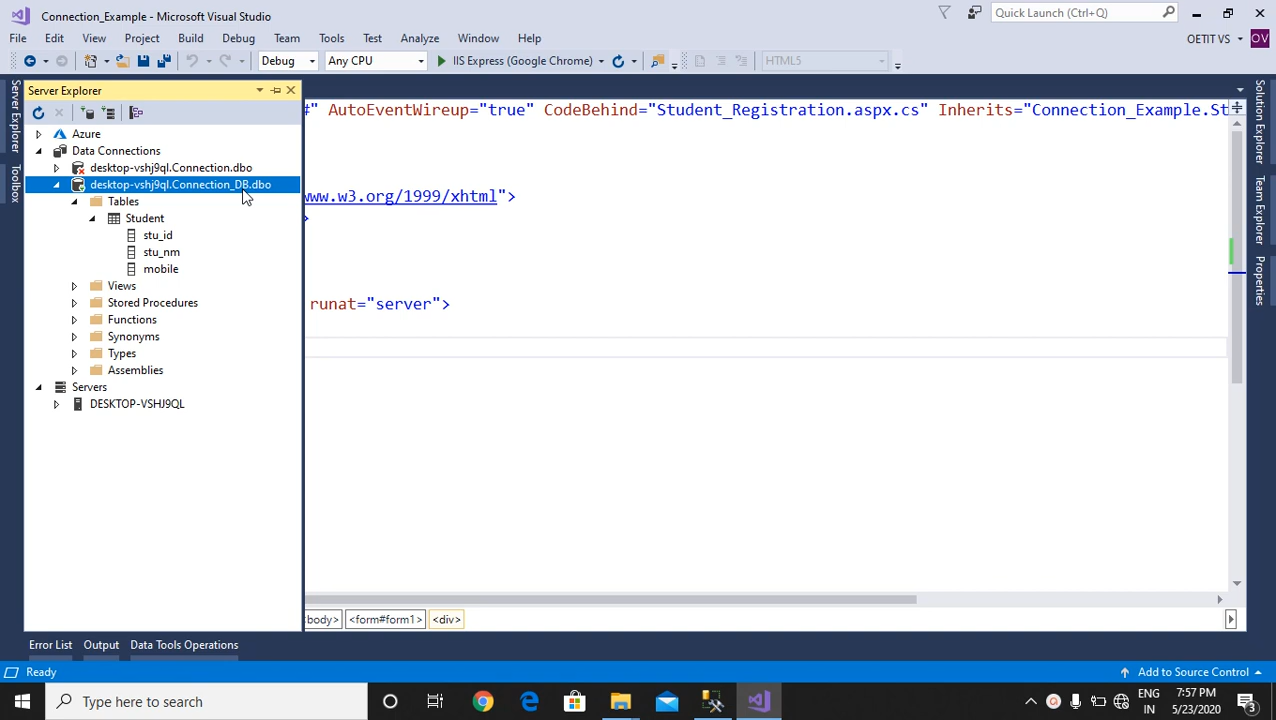 Connection_Example - Microsoft Visual Studio
Quick Launch (Ctrl+Q)
File Edit View Project Build Debug Team Tools Test Analyze Window Help
OETIT VS OV
Debug Any CPU IIS Express (Google Chrome) HTML5
Server Explorer
Toolbox
Server Explorer
Azure
Data Connections
desktop-vshj9ql.Connection.dbo
desktop-vshj9ql.Connection_DB.dbo
Tables
Student
stu_id
stu_nm
mobile
Views
Stored Procedures
Functions
Synonyms
Types
Assemblies
Servers
DESKTOP-VSHJ9QL
#" AutoEventWireup="true" CodeBehind="Student_Registration.aspx.cs" Inherits="Connection_Example.St
www.w3.org/1999/xhtml">
>
runat="server">
Solution Explorer
Team Explorer
Properties
<body> <form#form1> <div>
Error List Output Data Tools Operations
Ready
Add to Source Control
Type here to search
ENG
IN
7:57 PM
5/23/2020
3